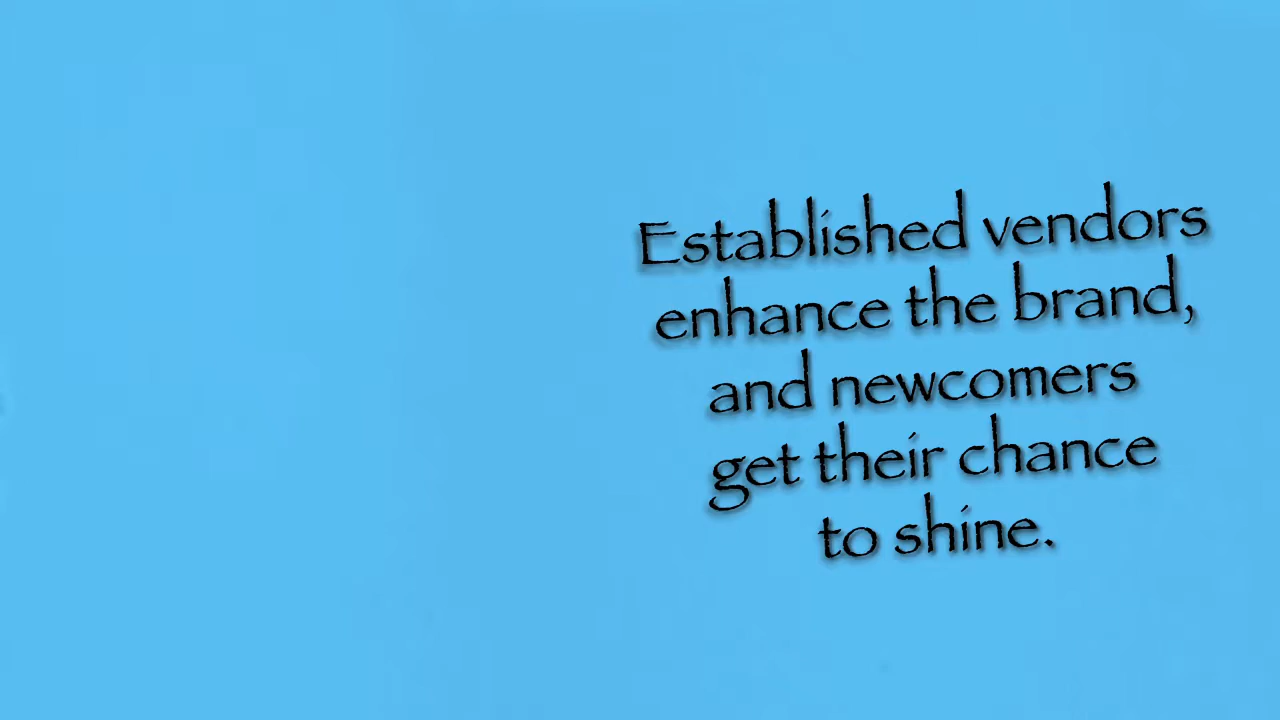 Established vendors
enhance the brand,
and newcomers
get their chance
to shine.